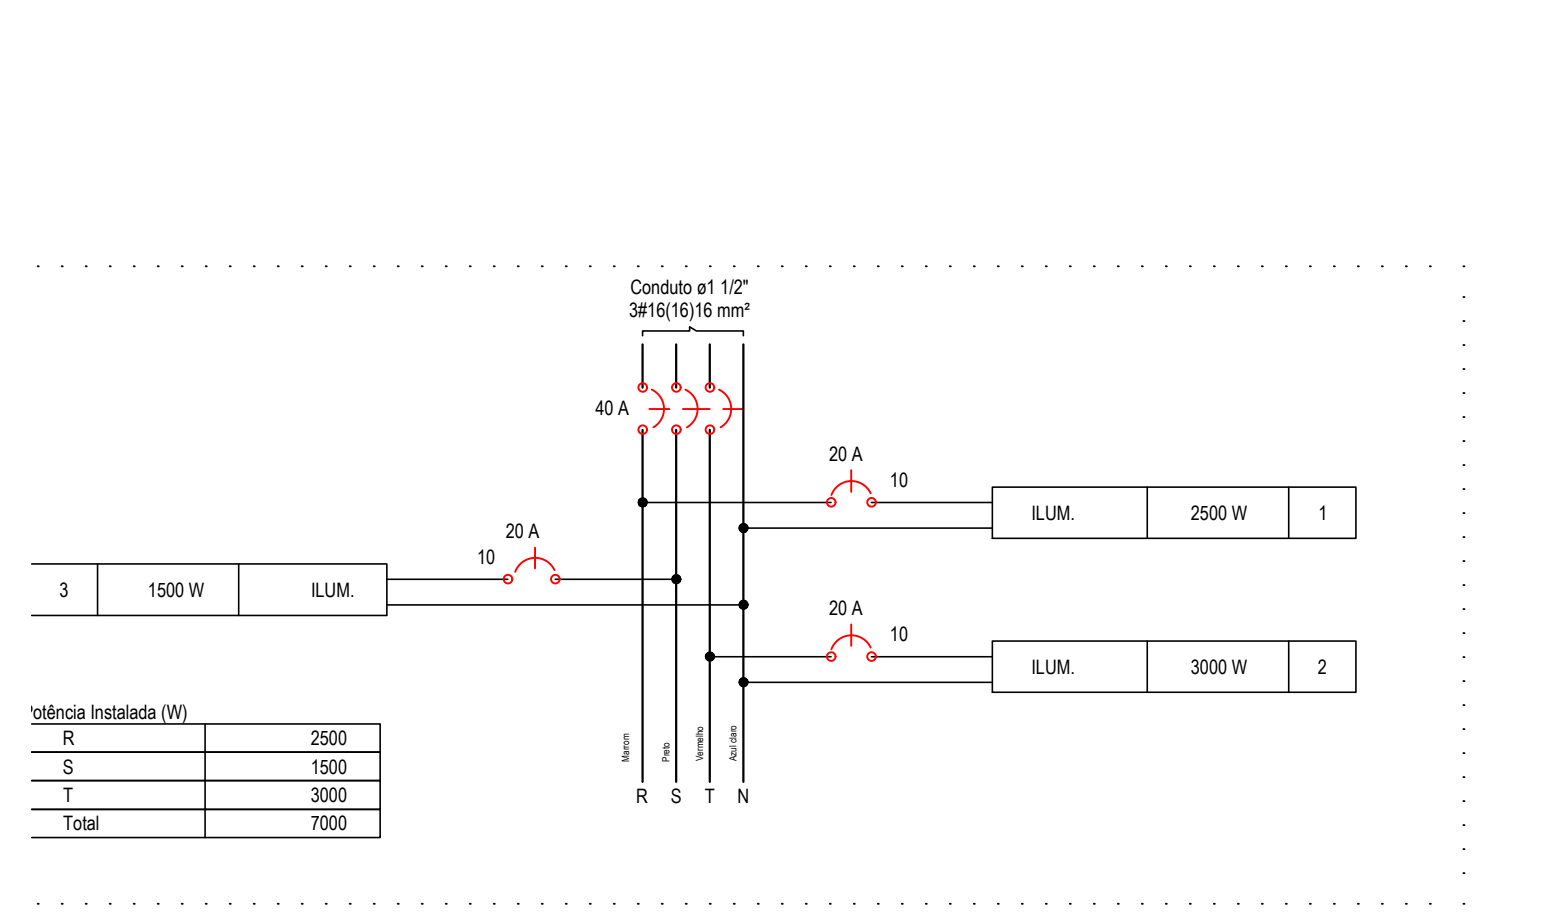 Conduto ø1 1/2"
3#16(16)16 mm²
40 A
20 A
10
ILUM. 2500 W 1
20 A
10
3 1500 W ILUM.
20 A
10
ILUM. 3000 W 2
Potência Instalada (W)
R 2500
S 1500
T 3000
Total 7000
Marrom
Preto
Vermelho
Azul claro
R S T N